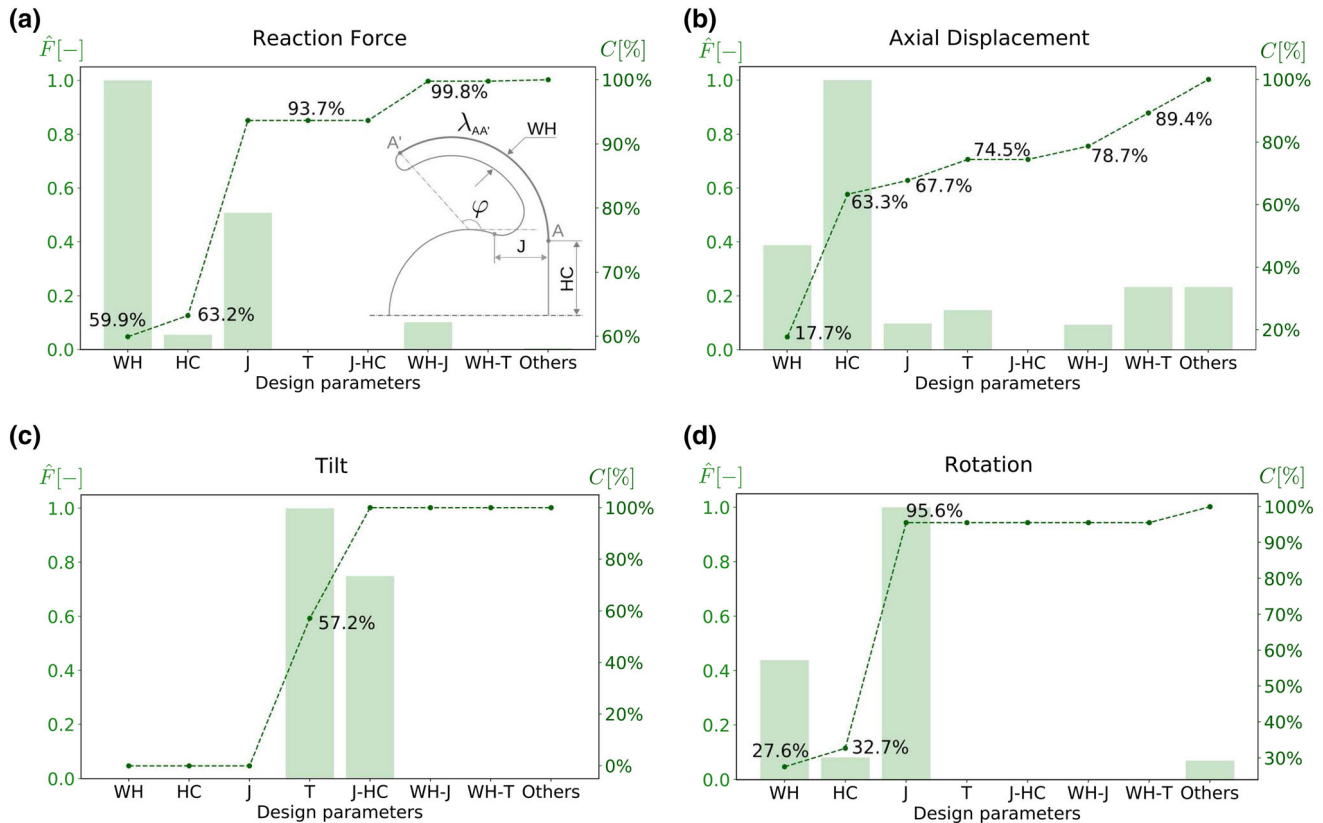 (a)
Reaction Force
F̂[−]
C[%]
1.0
0.8
0.6
0.4
0.2
0.0
100%
90%
80%
70%
60%
59.9%
63.2%
93.7%
99.8%
λAA'
A'
WH
φ
A
J
HC
WH HC J T J-HC WH-J WH-T Others
Design parameters
(b)
Axial Displacement
F̂[−]
C[%]
1.0
0.8
0.6
0.4
0.2
0.0
100%
80%
60%
40%
20%
17.7%
63.3%
67.7%
74.5%
78.7%
89.4%
WH HC J T J-HC WH-J WH-T Others
Design parameters
(c)
Tilt
F̂[−]
C[%]
1.0
0.8
0.6
0.4
0.2
0.0
100%
80%
60%
40%
20%
0%
57.2%
WH HC J T J-HC WH-J WH-T Others
Design parameters
(d)
Rotation
F̂[−]
C[%]
1.0
0.8
0.6
0.4
0.2
0.0
100%
90%
80%
70%
60%
50%
40%
30%
27.6%
32.7%
95.6%
WH HC J T J-HC WH-J WH-T Others
Design parameters